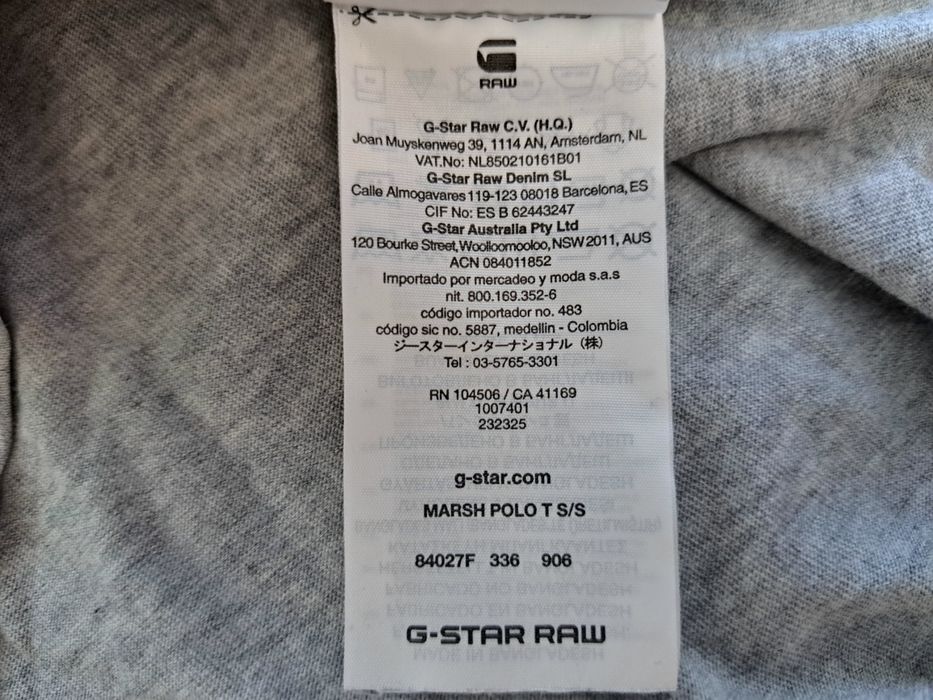 RAW
G-Star Raw C.V. (H.Q.)
Joan Muyskenweg 39, 1114 AN, Amsterdam, NL
VAT.No: NL850210161B01
G-Star Raw Denim SL
Calle Almogavares 119-123 08018 Barcelona, ES
CIF No: ES B 62443247
G-Star Australia Pty Ltd
120 Bourke Street, Woolloomooloo, NSW 2011, AUS
ACN 084011852
Importado por mercadeo y moda s.a.s
nit. 800.169.352-6
código importador no. 483
código sic no. 5887, medellin - Colombia
ジースターインターナショナル (株)
Tel : 03-5765-3301
RN 104506 / CA 41169
1007401
232325
g-star.com
MARSH POLO T S/S
84027F 336 906
G-STAR RAW
MADE IN BANGLADESH